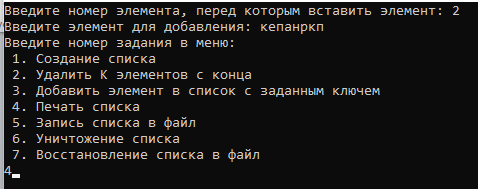 Введите номер элемента, перед которым вставить элемент: 2
Введите элемент для добавления: кепанркп
Введите номер задания в меню:
1. Создание списка
2. Удалить К элементов с конца
3. Добавить элемент в список с заданным ключем
4. Печать списка
5. Запись списка в файл
6. Уничтожение списка
7. Восстановление списка в файл
4